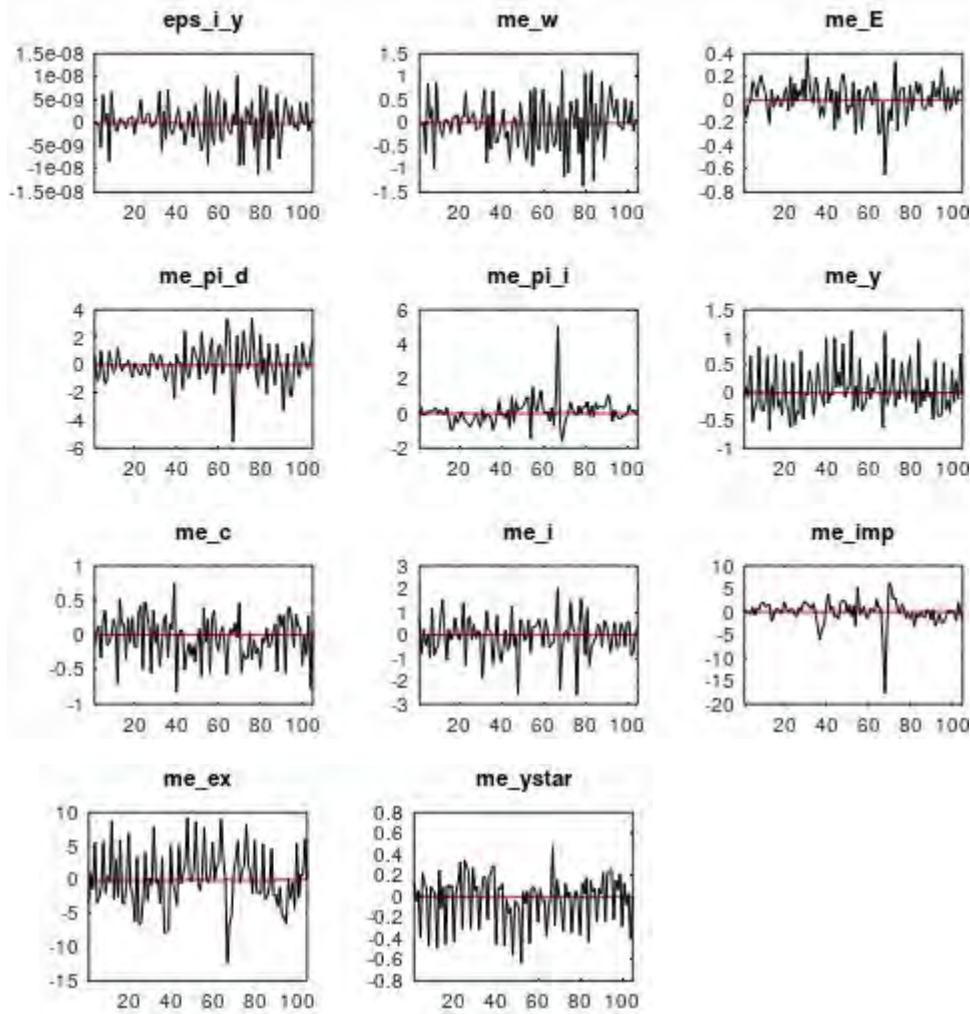 eps_i_y me_w me_E
1.5e-08 1.5 0.4
1e-08 1 0.2
5e-09 0.5 0
0 0 -0.2
-5e-09 -0.5 -0.4
-1e-08 -1 -0.6
-1.5e-08 -1.5 -0.8
20 40 60 80 100 20 40 60 80 100 20 40 60 80 100
me_pi_d me_pi_i me_y
4 6 1.5
2 4 1
0 2 0.5
-2 0 0
-4 -2 -0.5
-6 -1
20 40 60 80 100 20 40 60 80 100 20 40 60 80 100
me_c me_i me_imp
1 3 10
0.5 2 5
0 1 0
-0.5 0 -5
-1 -1 -10
-2 -15
-3 -20
20 40 60 80 100 20 40 60 80 100 20 40 60 80 100
me_ex me_ystar
10 0.8
5 0.6
0 0.4
-5 0.2
-10 0
-15 -0.2
-0.4
-0.6
-0.8
20 40 60 80 100 20 40 60 80 100